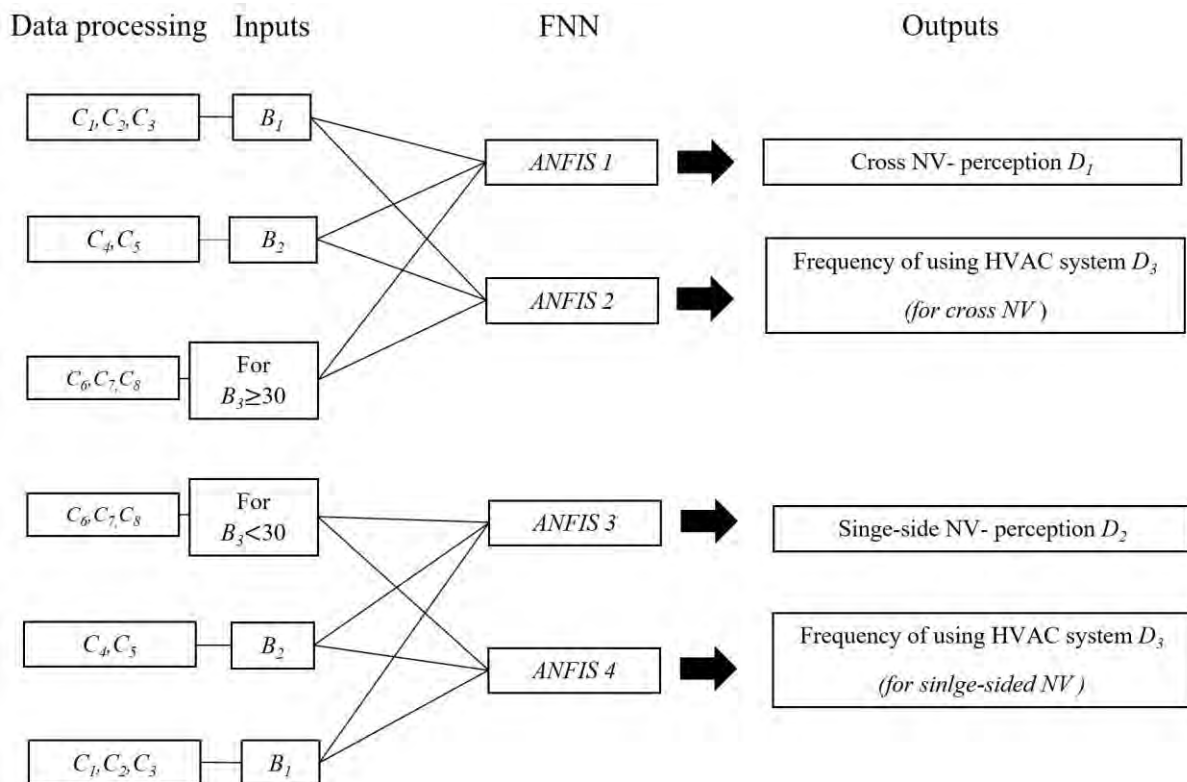 Data processing Inputs FNN Outputs
C1,C2,C3 B1
ANFIS 1 Cross NV- perception D1
C4,C5 B2
Frequency of using HVAC system D3
ANFIS 2
(for cross NV )
For
C6,C7,C8
B3≥30
For
C6,C7,C8
B3<30
ANFIS 3 Singe-side NV- perception D2
C4,C5 B2
Frequency of using HVAC system D3
ANFIS 4
(for sinlge-sided NV )
C1,C2,C3 B1